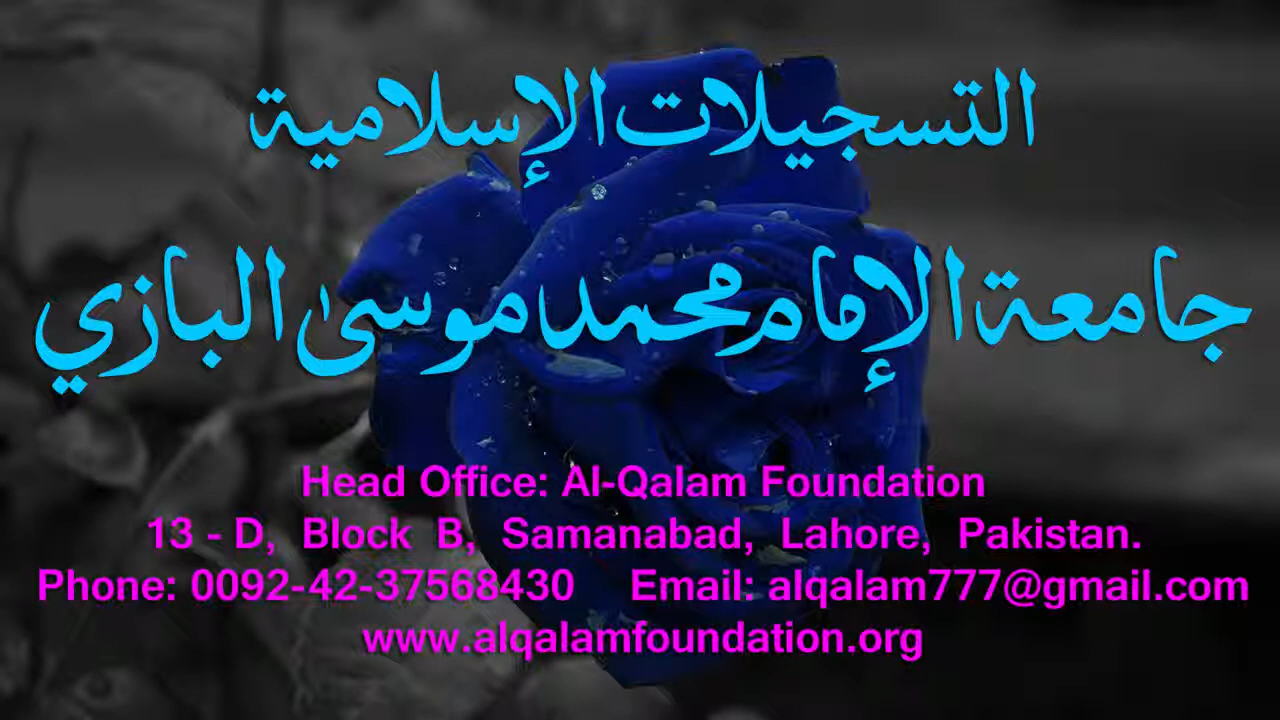 التسجيلات الإسلامية
جامعة الإمام محمد موسىٰ البازي
Head Office: Al-Qalam Foundation
13 - D, Block B, Samanabad, Lahore, Pakistan.
Phone: 0092-42-37568430 Email: alqalam777@gmail.com
www.alqalamfoundation.org